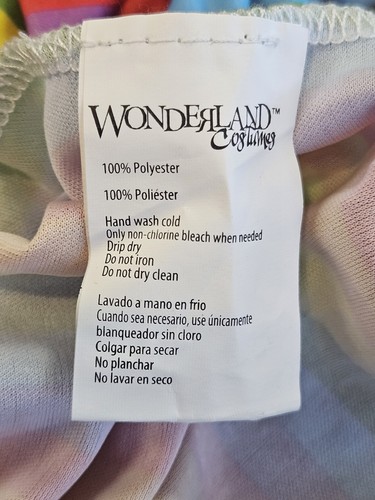 WONDERLAND™
Costumes
100% Polyester
100% Poliéster
Hand wash cold
Only non-chlorine bleach when needed
Drip dry
Do not iron
Do not dry clean
Lavado a mano en frio
Cuando sea necesario, use únicamente
blanqueador sin cloro
Colgar para secar
No planchar
No lavar en seco